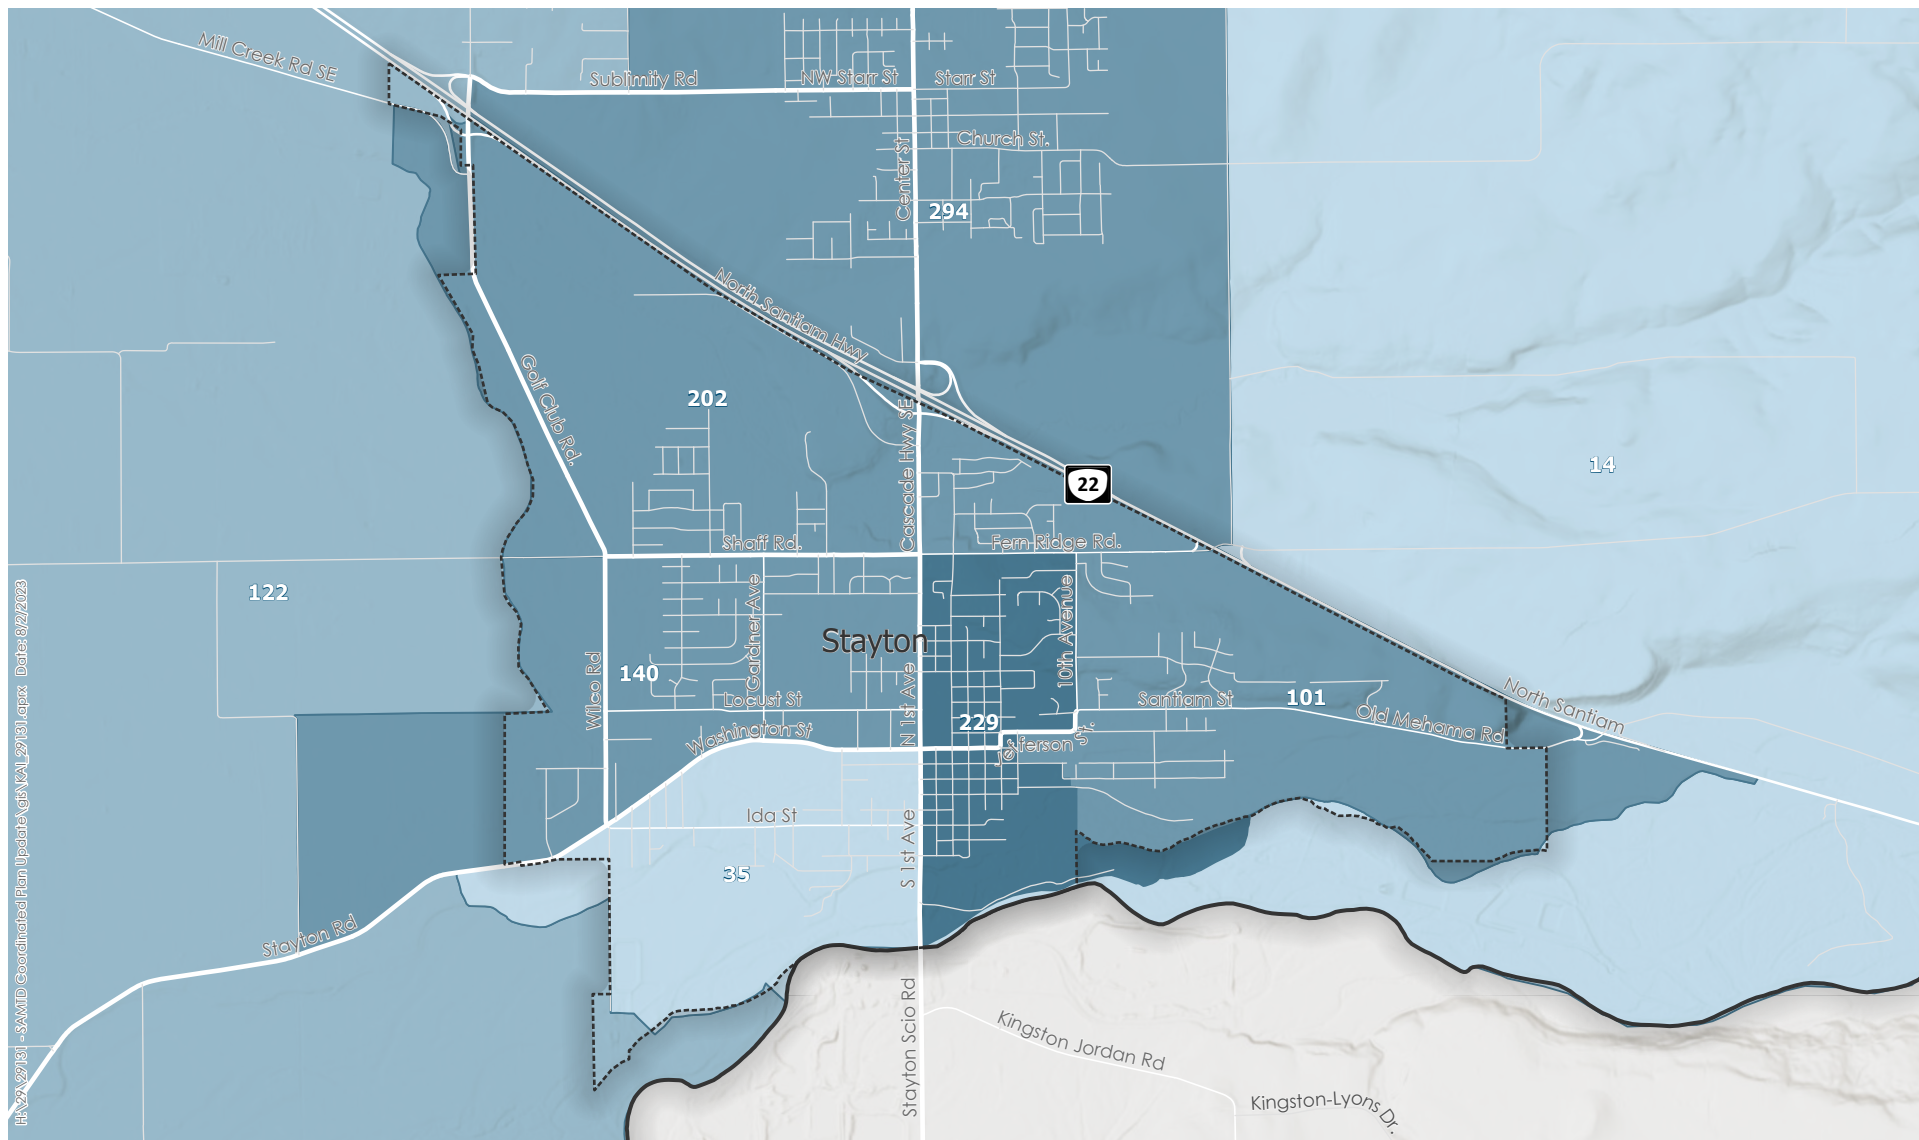 Mill Creek Rd SE
Sublimity Rd
NW Starr St
Starr St
Church St.
Center St
294
North Santiam Hwy
Golf Club Rd.
202
Cascade Hwy SE
14
22
Shaff Rd.
Fern Ridge Rd.
122
Gardner Ave
10th Avenue
Stayton
Wilco Rd
140
N 1st Ave
Locust St
Santiam St
101
North Santiam
Old Mehama Rd
229
Washington St
Jefferson St.
Ida St
S 1st Ave
35
Stayton Rd
Stayton Scio Rd
Kingston Jordan Rd
Kingston-Lyons Dr.
H:\29\29131 - SAMTD Coordinated Plan Update\gis\KAI_29131.aprx Date: 8/2/2023